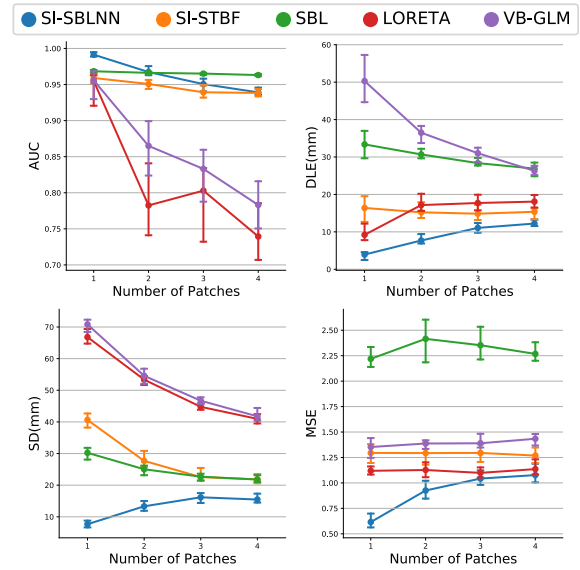 SI-SBLNN SI-STBF SBL LORETA VB-GLM
AUC
1.00
0.95
0.90
0.85
0.80
0.75
0.70
1 2 3 4
Number of Patches
DLE(mm)
60
50
40
30
20
10
0
1 2 3 4
Number of Patches
SD(mm)
70
60
50
40
30
20
10
1 2 3 4
Number of Patches
MSE
2.50
2.25
2.00
1.75
1.50
1.25
1.00
0.75
0.50
1 2 3 4
Number of Patches